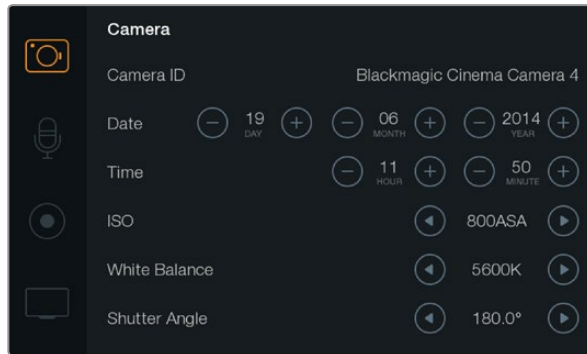 Camera
Camera ID Blackmagic Cinema Camera 4
Date 19 DAY 06 MONTH 2014 YEAR
Time 11 HOUR 50 MINUTE
ISO 800ASA
White Balance 5600K
Shutter Angle 180.0°